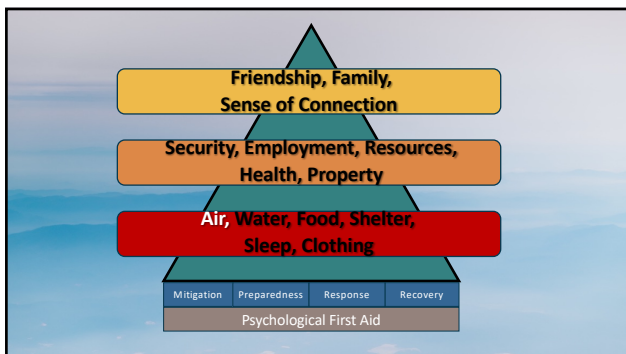 Friendship, Family,
Sense of Connection
Security, Employment, Resources,
Health, Property
Air, Water, Food, Shelter,
Sleep, Clothing
Mitigation Preparedness Response Recovery
Psychological First Aid